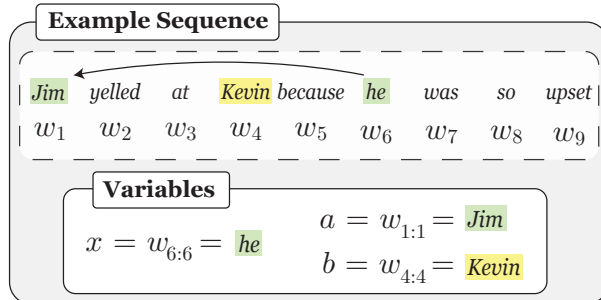 Example Sequence
Jim yelled at Kevin because he was so upset
w1 w2 w3 w4 w5 w6 w7 w8 w9
Variables
x = w6:6 = he
a = w1:1 = Jim
b = w4:4 = Kevin